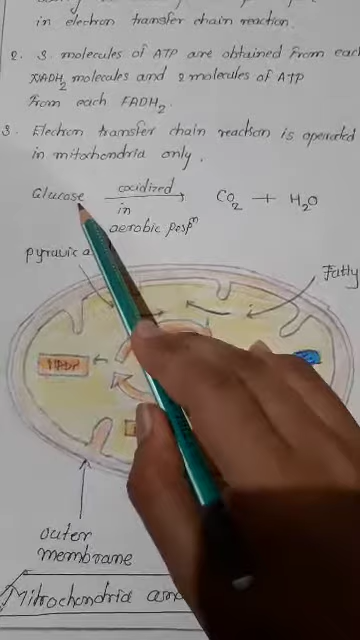 in electron transfer chain reaction.
2. 3 molecules of ATP are obtained from each
NADH2 molecules and 2 molecules of ATP
from each FADH2.
3. Electron transfer chain reaction is operated
in mitochondria only.
Glucose oxidized in aerobic resp^n → CO2 + H2O
pyruvic a
Fatty
outer
membrane
Mitochondria and